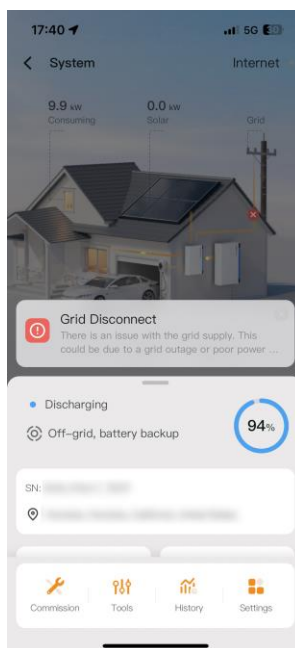 17:40
5G
System
Internet
9.9 kW
0.0 kW
Consuming
Solar
Grid
Grid Disconnect
There is an issue with the grid supply. This
could be due to a grid outage or poor power ...
Discharging
Off-grid, battery backup
94%
SN:
Commission
Tools
History
Settings